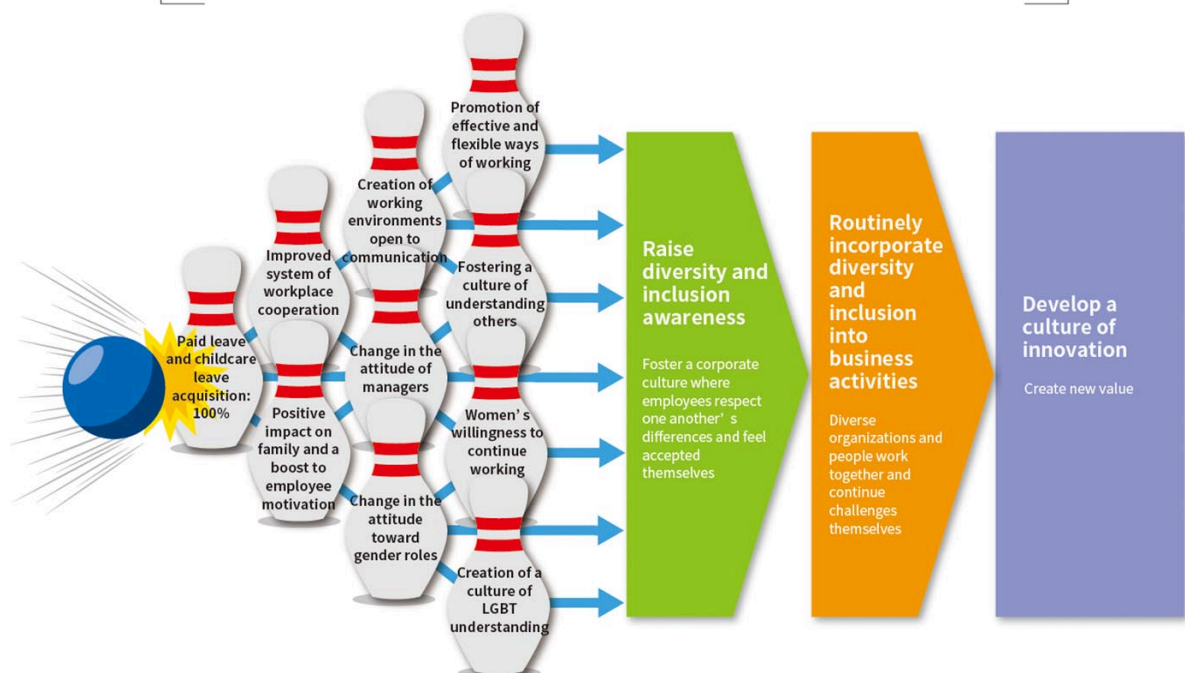 Paid leave
and childcare
leave
acquisition:
100%
Improved
system of
workplace
cooperation
Positive
impact on
family and a
boost to
employee
motivation
Creation of
working
environments
open to
communication
Change in the
attitude of
managers
Change in the
attitude
toward
gender roles
Promotion of
effective and
flexible ways
of working
Fostering a
culture of
understanding
others
Women’s
willingness to
continue
working
Creation of a
culture of
LGBT
understanding
Raise
diversity and
inclusion
awareness
Foster a corporate
culture where
employees respect
one another’s
differences and feel
accepted
themselves
Routinely
incorporate
diversity
and
inclusion
into
business
activities
Diverse
organizations and
people work
together and
continue
challenges
themselves
Develop a
culture of
innovation
Create new value